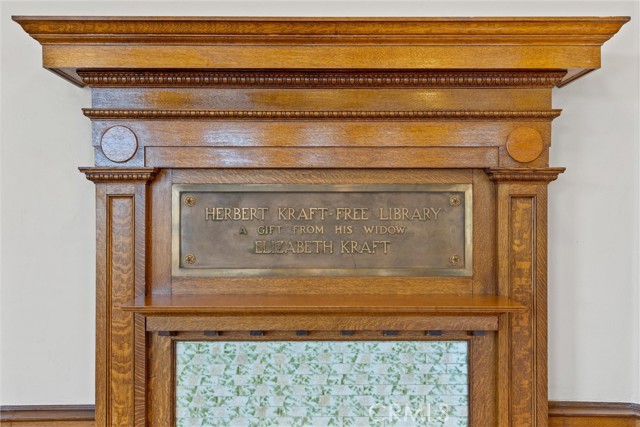 HERBERT KRAFT-FREE LIBRARY
A GIFT FROM HIS WIDOW
ELIZABETH KRAFT
CRMLS